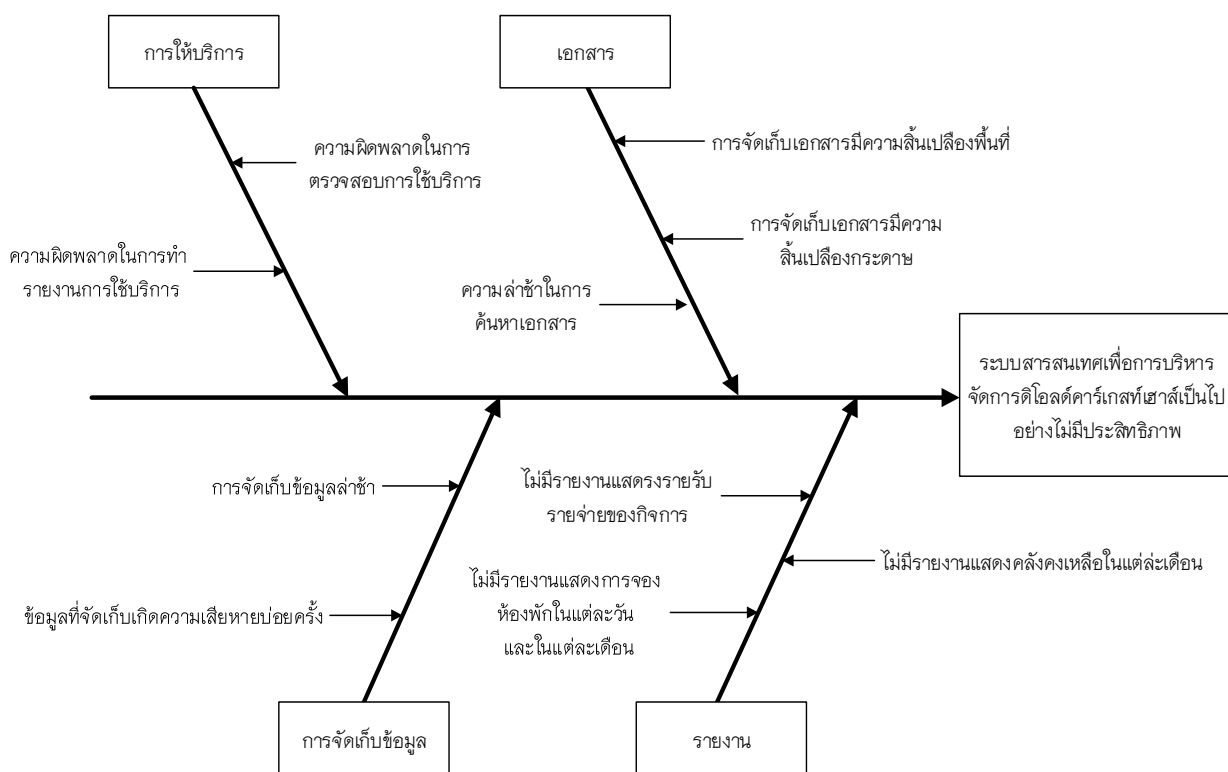 การให้บริการ
เอกสาร
ความผิดพลาดในการ
ตรวจสอบการใช้บริการ
การจัดเก็บเอกสารมีความสิ้นเปลืองพื้นที่
ความผิดพลาดในการทำ
รายงานการใช้บริการ
การจัดเก็บเอกสารมีความ
สิ้นเปลืองกระดาษ
ความล่าช้าในการ
ค้นหาเอกสาร
ระบบสารสนเทศเพื่อการบริหาร
จัดการดิโอลด์คาร์เกสท์เฮาส์เป็นไป
อย่างไม่มีประสิทธิภาพ
การจัดเก็บข้อมูลล่าช้า
ข้อมูลที่จัดเก็บเกิดความเสียหายบ่อยครั้ง
ไม่มีรายงานแสดรงรายรับ
รายจ่ายของกิจการ
ไม่มีรายงานแสดงคลังคงเหลือในแต่ล่ะเดือน
ไม่มีรายงานแสดงการจอง
ห้องพักในแต่ละวัน
และในแต่ละเดือน
การจัดเก็บข้อมูล
รายงาน